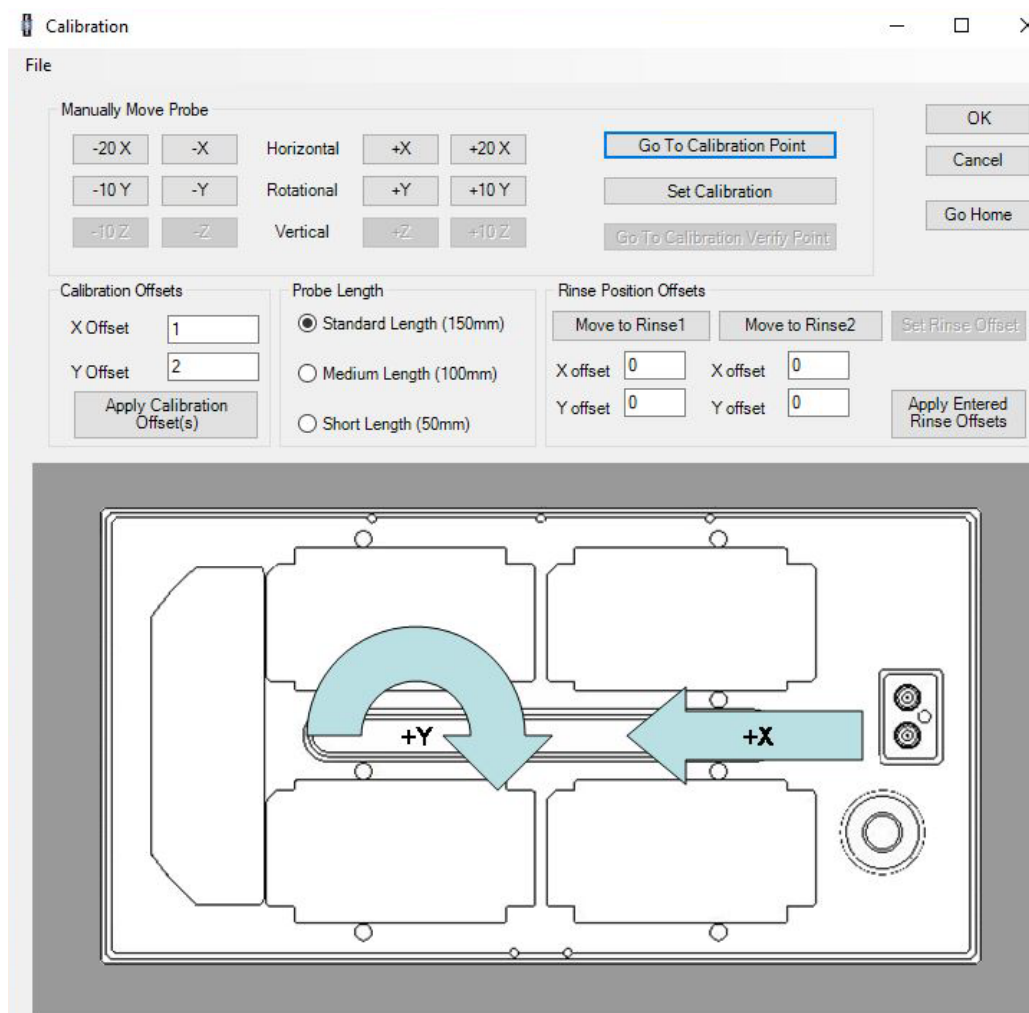 Calibration
File
Manually Move Probe
-20 X -X Horizontal +X +20 X
-10 Y -Y Rotational +Y +10 Y
-10 Z -Z Vertical +Z +10 Z
Go To Calibration Point
Set Calibration
Go To Calibration Verify Point
OK
Cancel
Go Home
Calibration Offsets
X Offset 1
Y Offset 2
Apply Calibration
Offset(s)
Probe Length
Standard Length (150mm)
Medium Length (100mm)
Short Length (50mm)
Rinse Position Offsets
Move to Rinse1 Move to Rinse2 Set Rinse Offset
X offset 0 X offset 0
Y offset 0 Y offset 0
Apply Entered
Rinse Offsets
+Y +X